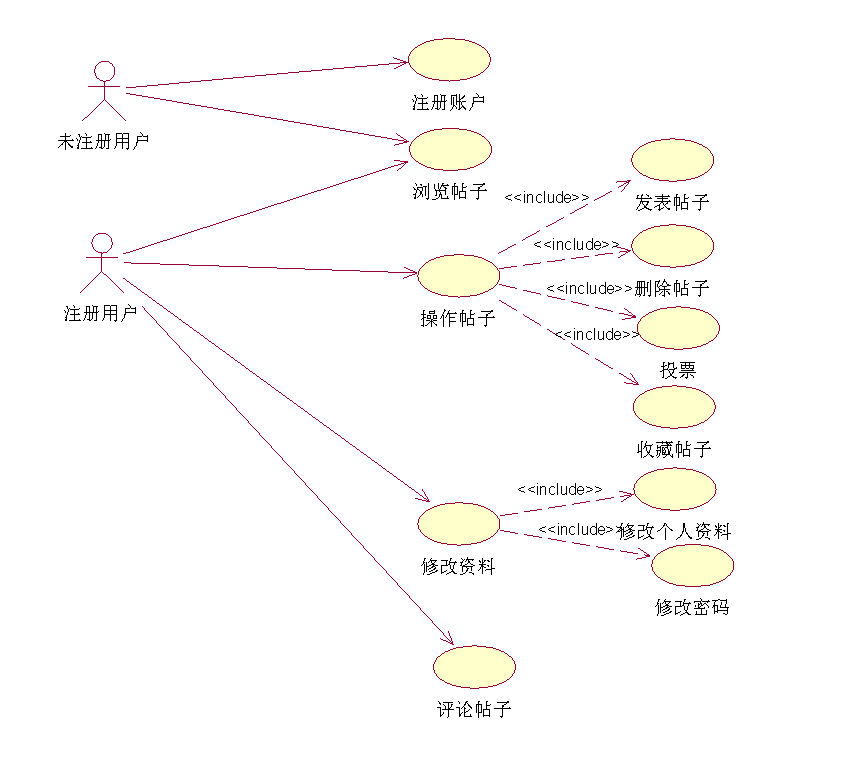 注册账户
未注册用户
浏览帖子
<<include>>
发表帖子
<<include>>
删除帖子
<<include>>
注册用户
操作帖子
<<include>>
投票
收藏帖子
<<include>>
修改个人资料
<<include>>
修改资料
修改密码
评论帖子